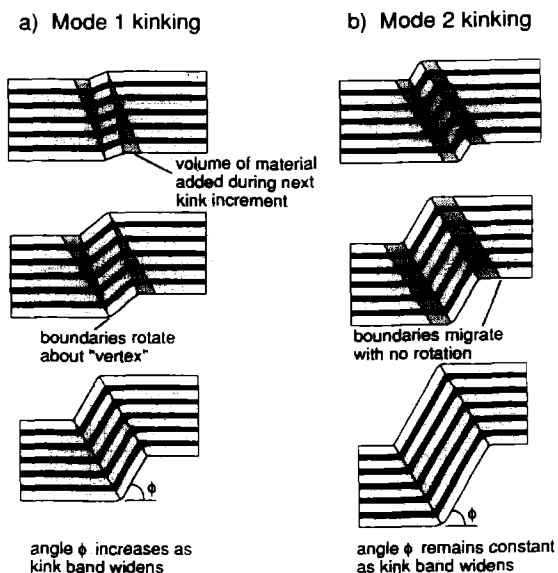 a) Mode 1 kinking
volume of material
added during next
kink increment
boundaries rotate
about "vertex"
ϕ
angle ϕ increases as
kink band widens
b) Mode 2 kinking
boundaries migrate
with no rotation
ϕ
angle ϕ remains constant
as kink band widens